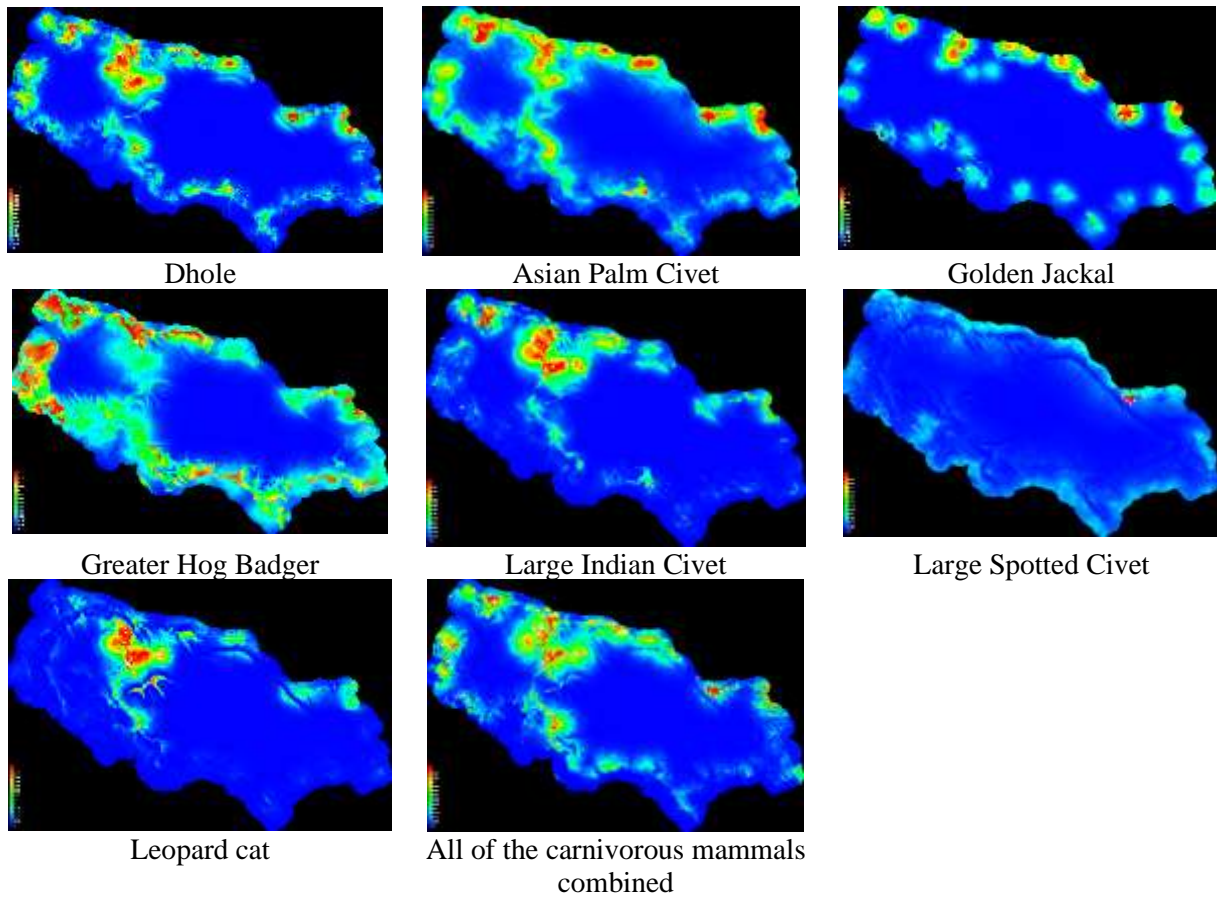 Dhole
Asian Palm Civet
Golden Jackal
Greater Hog Badger
Large Indian Civet
Large Spotted Civet
Leopard cat
All of the carnivorous mammals
combined